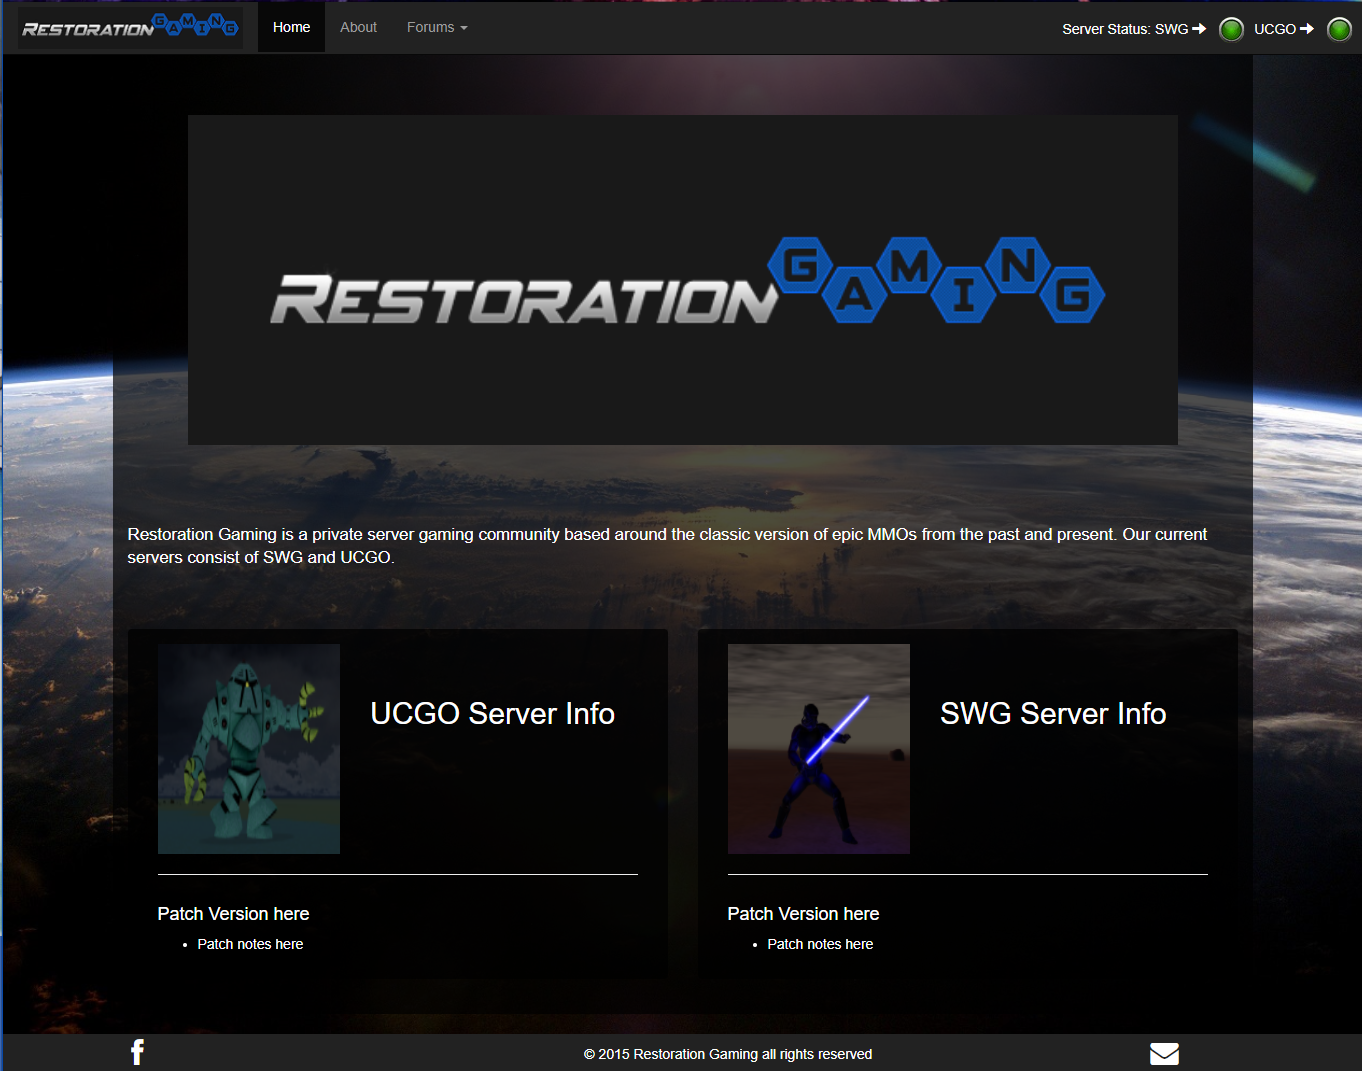 RESTORATION GAMING Home About Forums Server Status: SWG UCGO
RESTORATION GAMING
Restoration Gaming is a private server gaming community based around the classic version of epic MMOs from the past and present. Our current
servers consist of SWG and UCGO.
UCGO Server Info
Patch Version here
• Patch notes here
SWG Server Info
Patch Version here
• Patch notes here
© 2015 Restoration Gaming all rights reserved